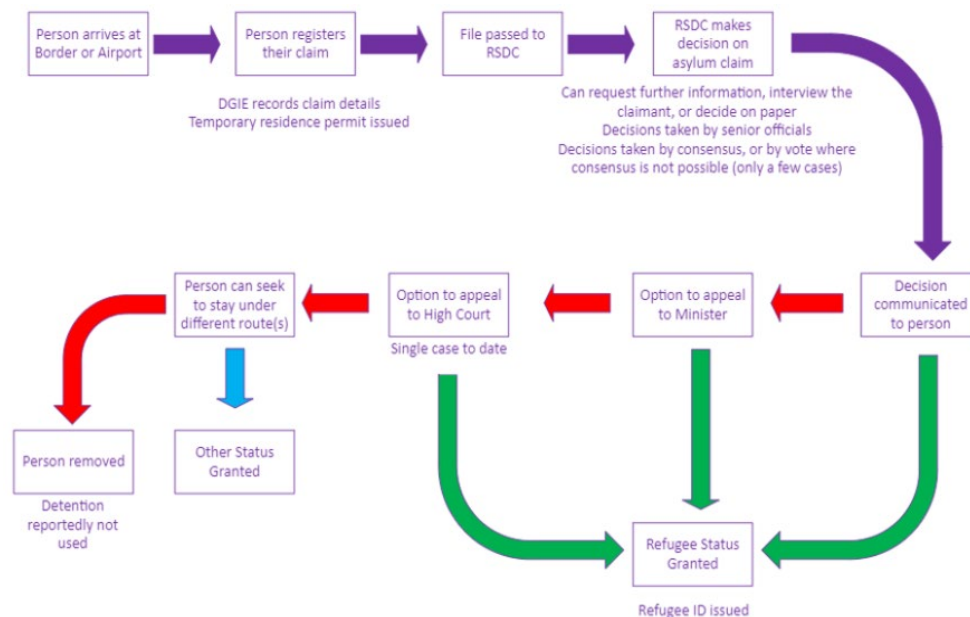 Person arrives at
Border or Airport
Person registers
their claim
File passed to
RSDC
RSDC makes
decision on
asylum claim
DGIE records claim details
Temporary residence permit issued
Can request further information, interview the
claimant, or decide on paper
Decisions taken by senior officials
Decisions taken by consensus, or by vote where
consensus is not possible (only a few cases)
Person can seek
to stay under
different route(s)
Option to appeal
to High Court
Single case to date
Option to appeal
to Minister
Decision
communicated
to person
Person removed
Detention
reportedly not
used
Other Status
Granted
Refugee Status
Granted
Refugee ID issued